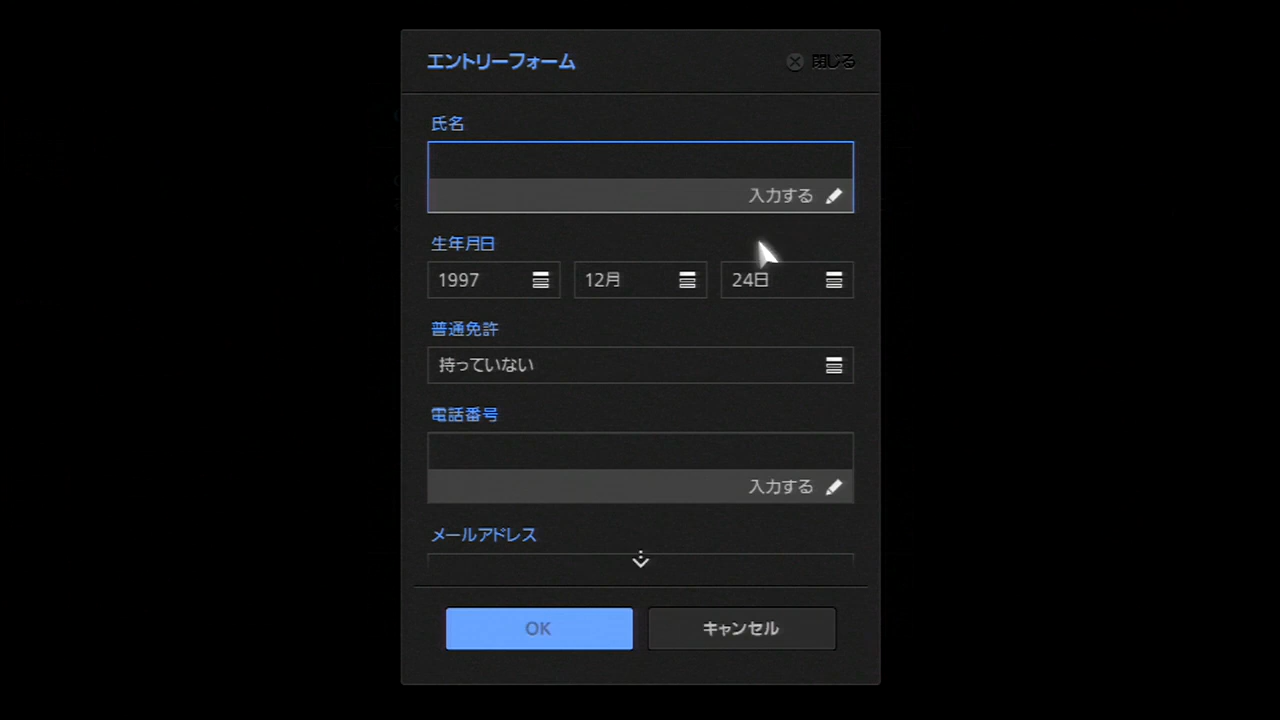 エントリーフォーム
閉じる
氏名
入力する
生年月日
1997 12月 24日
普通免許
持っていない
電話番号
入力する
メールアドレス
OK キャンセル